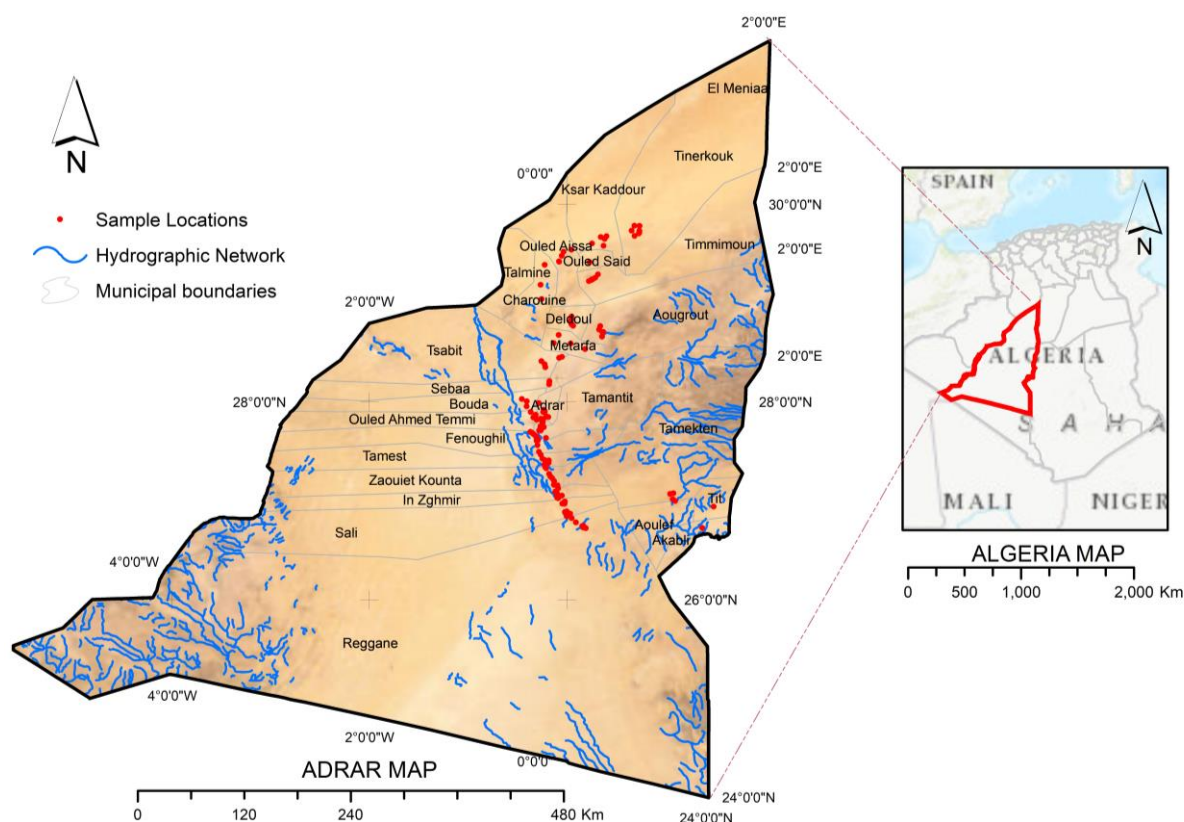 2°0'0"E
El Meniaa
N
Tinerkouk
0°0'0"
Ksar Kaddour
2°0'0"E
30°0'0"N
Sample Locations
Hydrographic Network
Municipal boundaries
Ouled Aissa
Timmimoun
2°0'0"E
Ouled Said
Talmine
2°0'0"W
Charouine
Deldoul
Aougrout
Metarfa
Tsabit
2°0'0"E
Sebaa
Tamantit
28°0'0"N
Bouda
Adrar
28°0'0"N
Ouled Ahmed Temmi
Tamekten
Fenoughil
Tamest
Zaouiet Kounta
In Zghmir
Tit
Sali
Aoulef
Akabli
4°0'0"W
26°0'0"N
Reggane
4°0'0"W
2°0'0"W
0°0'0
ADRAR MAP
24°0'0"N
24°0'0"N
0 120 240 480 Km
SPAIN
N
ALGERIA
S A H A
MALI
NIGER
ALGERIA MAP
0 500 1,000 2,000 Km